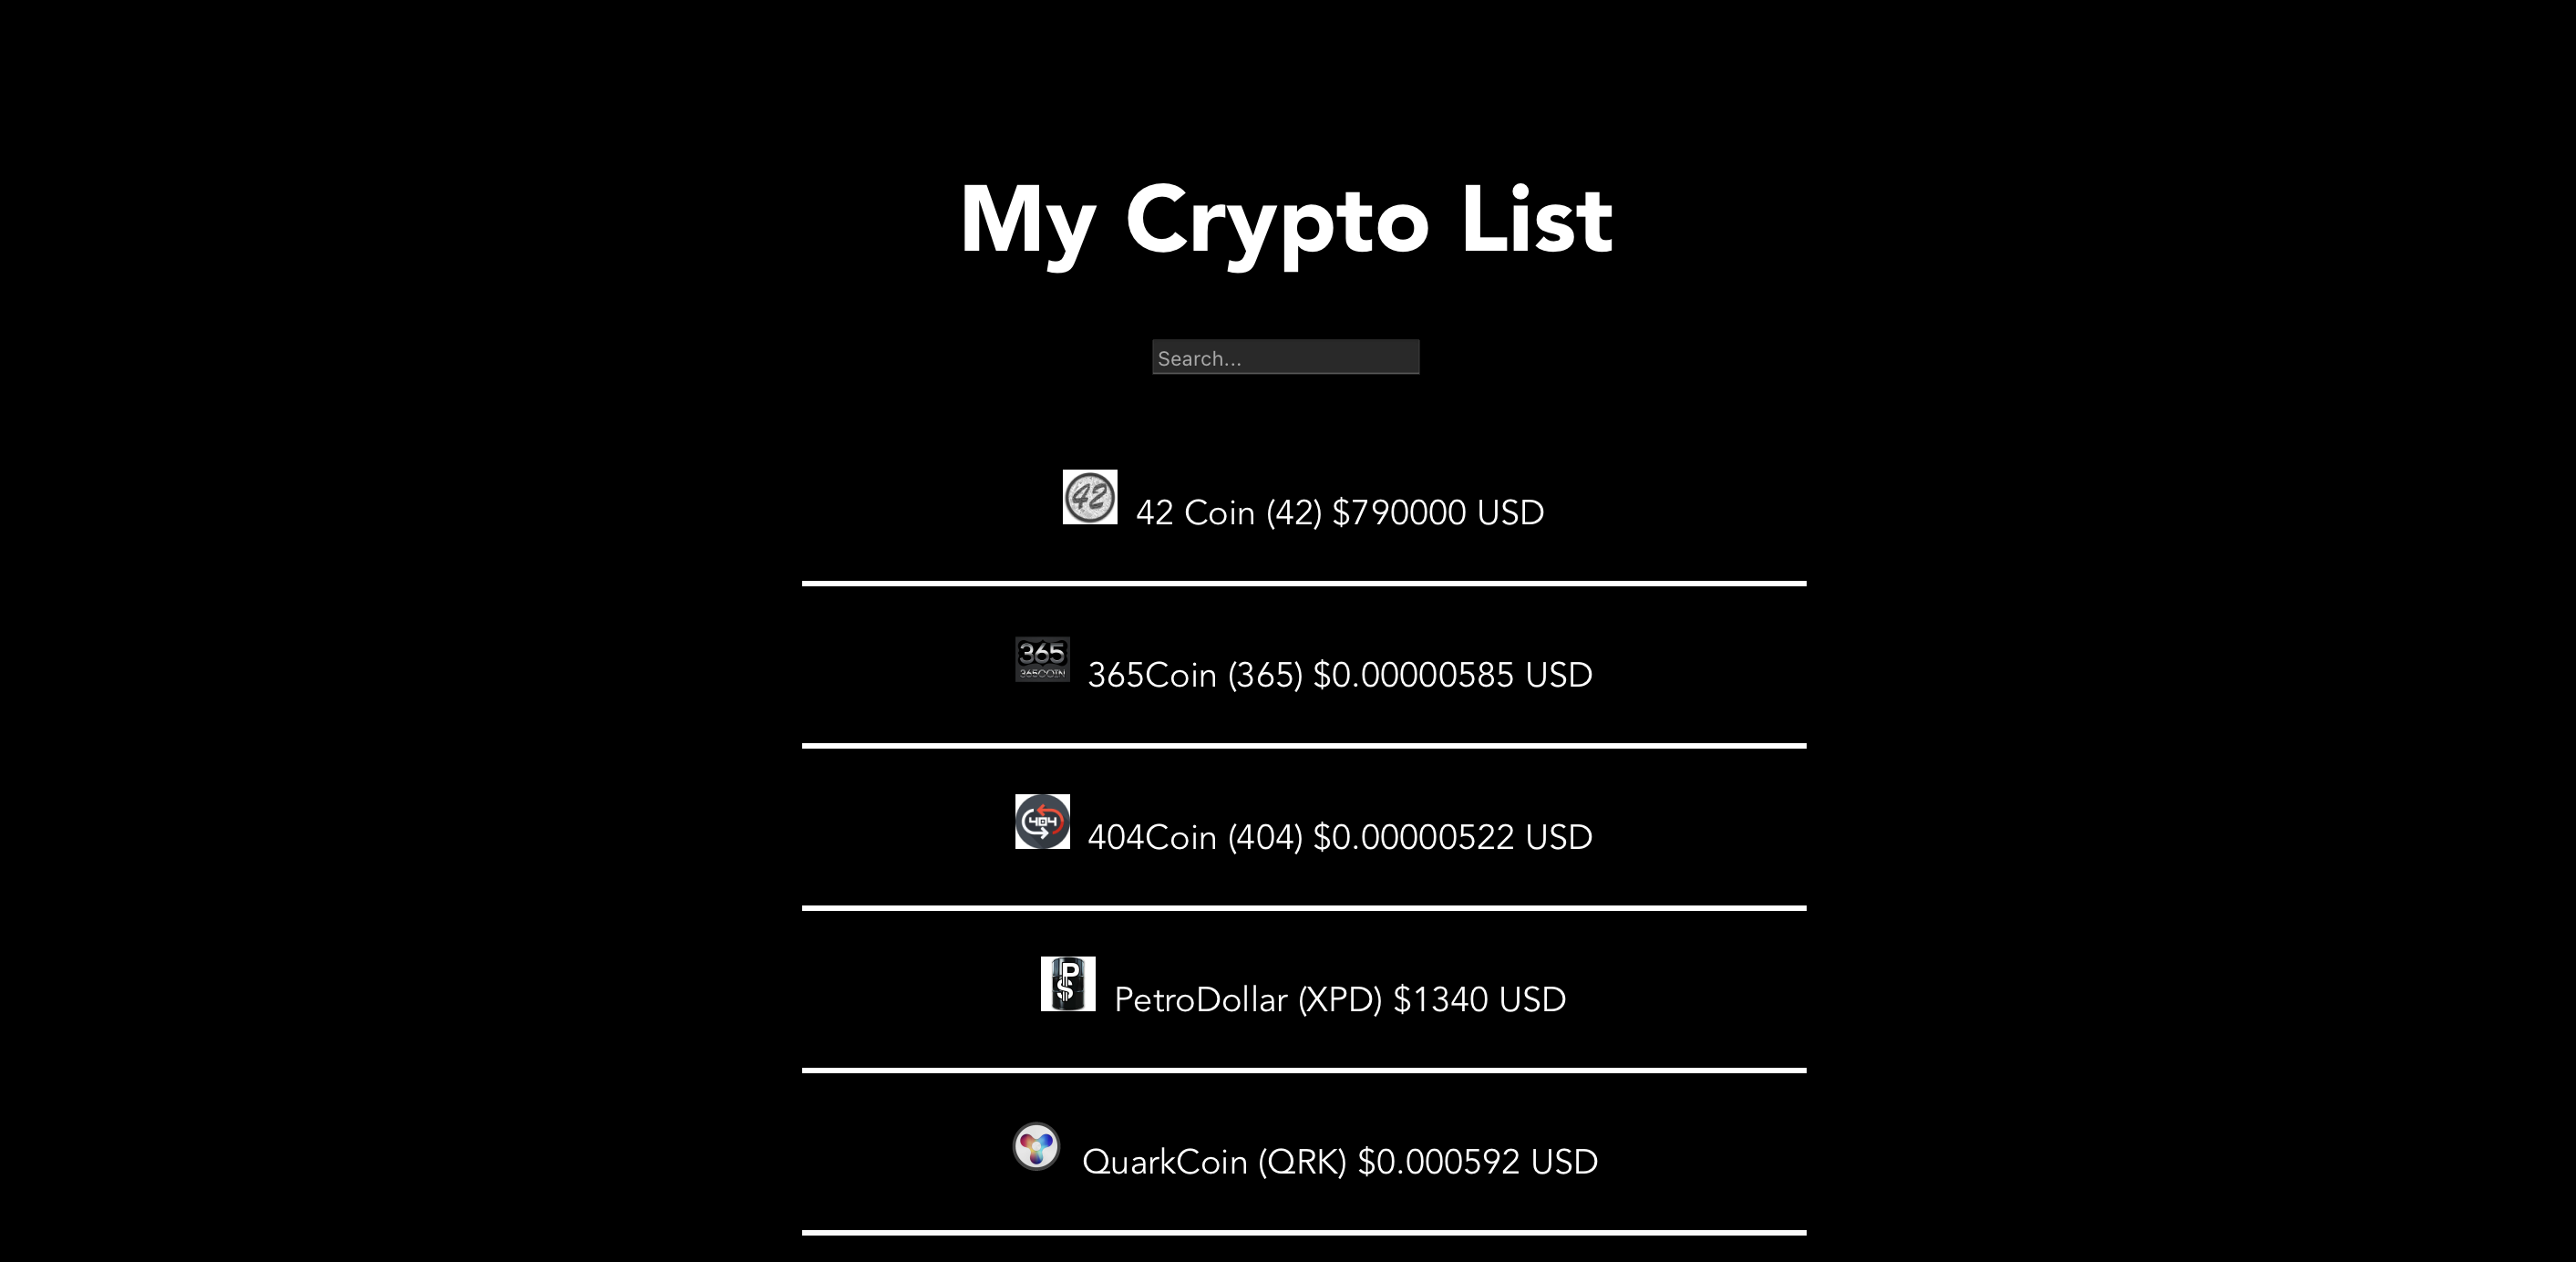 My Crypto List
Search...
42
42 Coin (42) $790000 USD
365
365COIN
365Coin (365) $0.00000585 USD
404
404Coin (404) $0.00000522 USD
P
S
PetroDollar (XPD) $1340 USD
QuarkCoin (QRK) $0.000592 USD